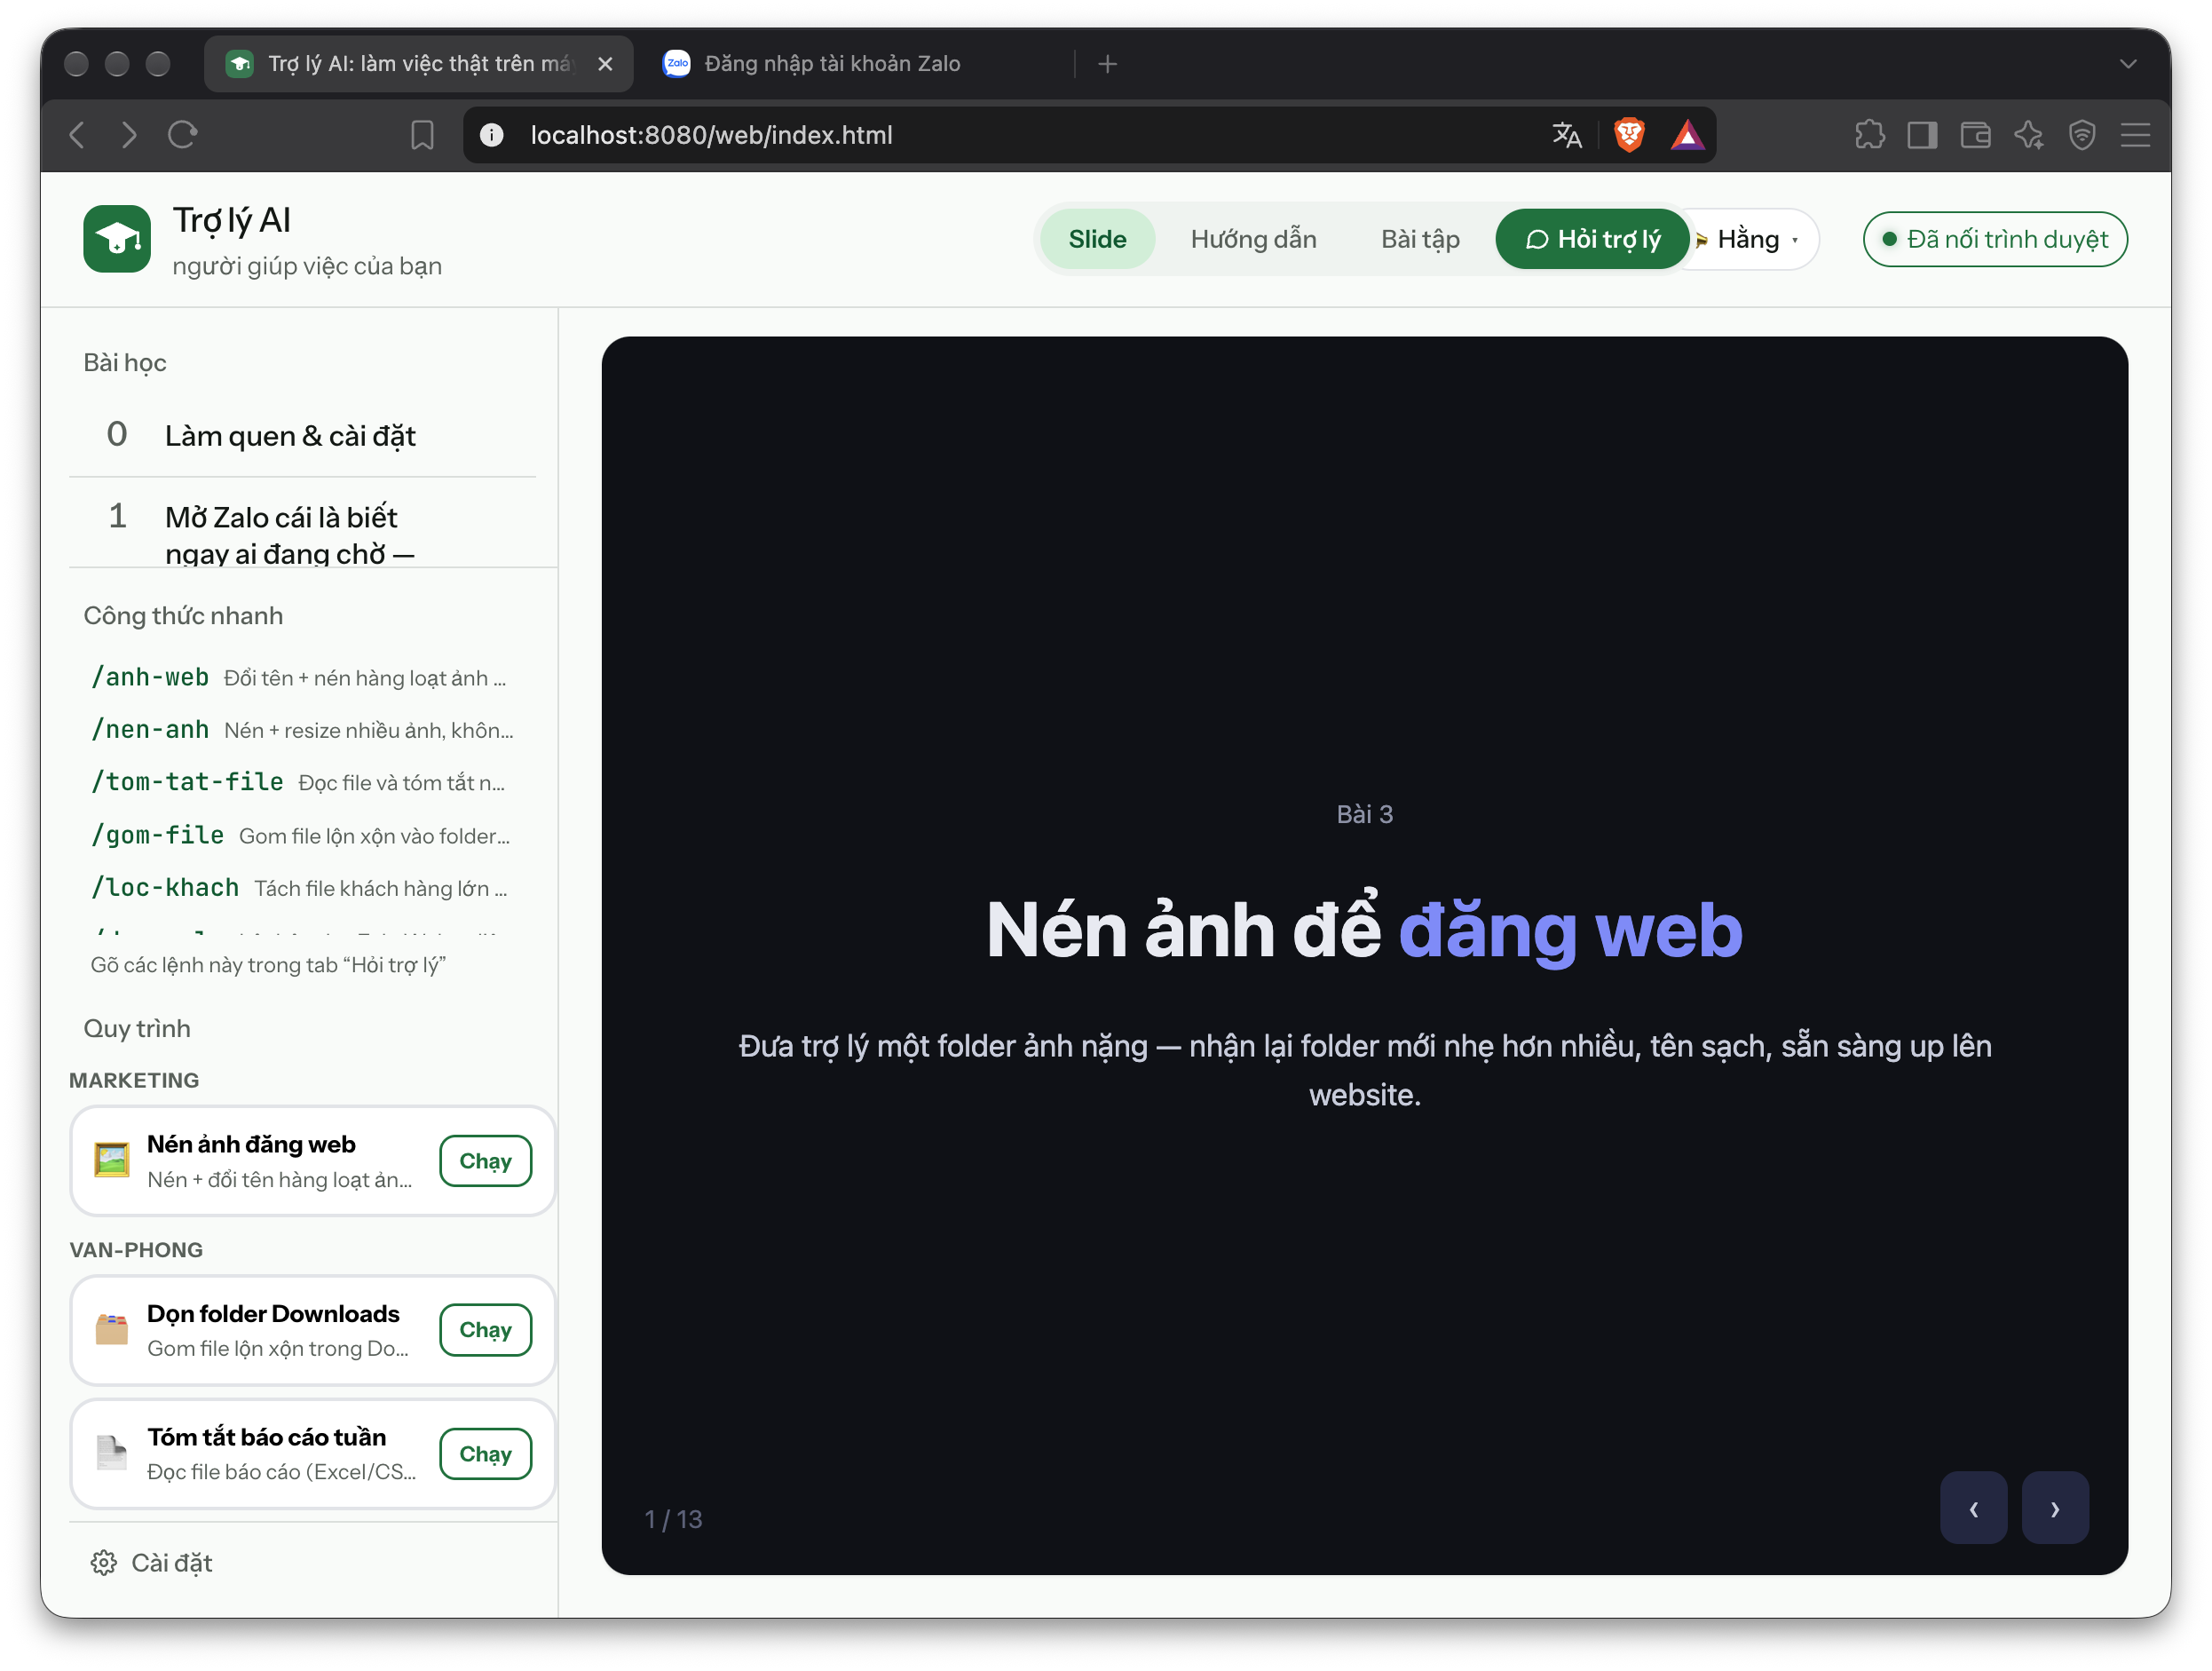 Trợ lý AI: làm việc thật trên má
Đăng nhập tài khoản Zalo
localhost:8080/web/index.html
Trợ lý AI
người giúp việc của bạn
Slide
Hướng dẫn
Bài tập
Hỏi trợ lý
Hằng
Đã nối trình duyệt
Bài học
0 Làm quen & cài đặt
1 Mở Zalo cái là biết
ngay ai đang chờ —
Công thức nhanh
/anh-web Đổi tên + nén hàng loạt ảnh ...
/nen-anh Nén + resize nhiều ảnh, khôn...
/tom-tat-file Đọc file và tóm tắt n...
/gom-file Gom file lộn xộn vào folder...
/loc-khach Tách file khách hàng lớn ...
Gõ các lệnh này trong tab “Hỏi trợ lý”
Quy trình
MARKETING
Nén ảnh đăng web
Nén + đổi tên hàng loạt ản...
Chạy
VAN-PHONG
Dọn folder Downloads
Gom file lộn xộn trong Do...
Chạy
Tóm tắt báo cáo tuần
Đọc file báo cáo (Excel/CS...
Chạy
Cài đặt
Bài 3
Nén ảnh để đăng web
Đưa trợ lý một folder ảnh nặng — nhận lại folder mới nhẹ hơn nhiều, tên sạch, sẵn sàng up lên
website.
1 / 13